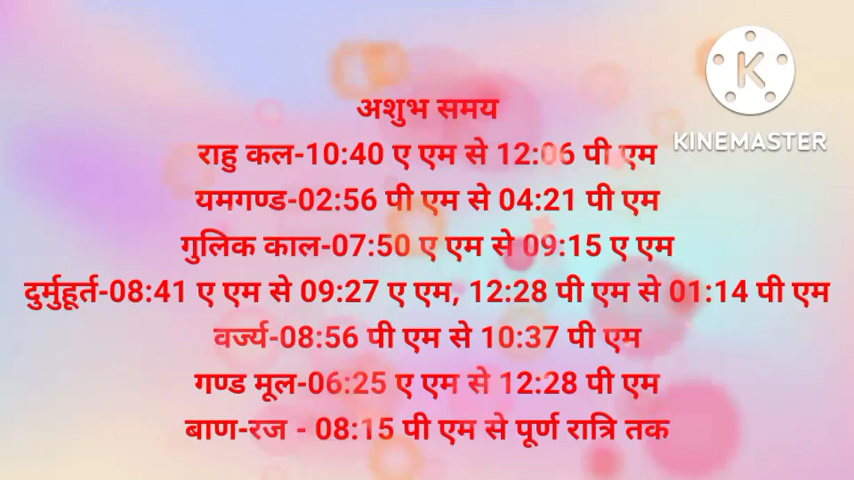 अशुभ समय
राहु कल-10:40 ए एम से 12:06 पी एम
यमगण्ड-02:56 पी एम से 04:21 पी एम
गुलिक काल-07:50 ए एम से 09:15 ए एम
दुर्मुहूर्त-08:41 ए एम से 09:27 ए एम, 12:28 पी एम से 01:14 पी एम
वर्ज्य-08:56 पी एम से 10:37 पी एम
गण्ड मूल-06:25 ए एम से 12:28 पी एम
बाण-रज - 08:15 पी एम से पूर्ण रात्रि तक
K
KINEMASTER